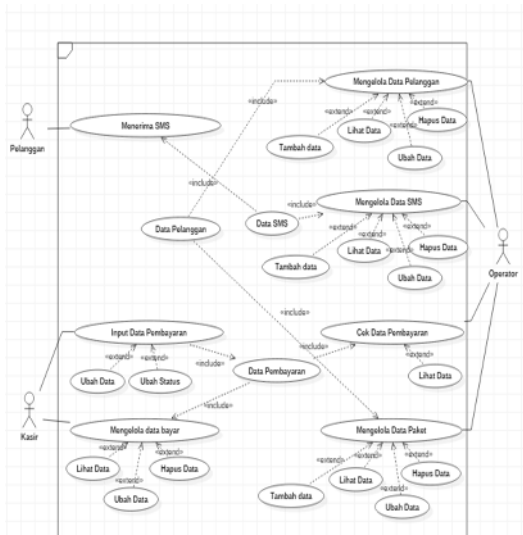 Mengelola Data Pelanggan
«include»
«extend»
«extend»
«extend»
«extend»
Tambah data
Lihat Data
Hapus Data
Ubah Data
Pelanggan
Menerima SMS
«include»
Data Pelanggan
Data SMS
«include»
Mengelola Data SMS
«extend»
«extend»
«extend»
«extend»
Tambah data
Lihat Data
Hapus Data
Ubah Data
Operator
«include»
Input Data Pembayaran
«extend»
«extend»
Ubah Data
Ubah Status
«include»
Data Pembayaran
«include»
Cek Data Pembayaran
«extend»
Lihat Data
Kasir
«include»
Mengelola data bayar
«extend»
«extend»
«extend»
Lihat Data
Hapus Data
Ubah Data
Mengelola Data Paket
«extend»
«extend»
«extend»
«extend»
Tambah data
Lihat Data
Hapus Data
Ubah Data